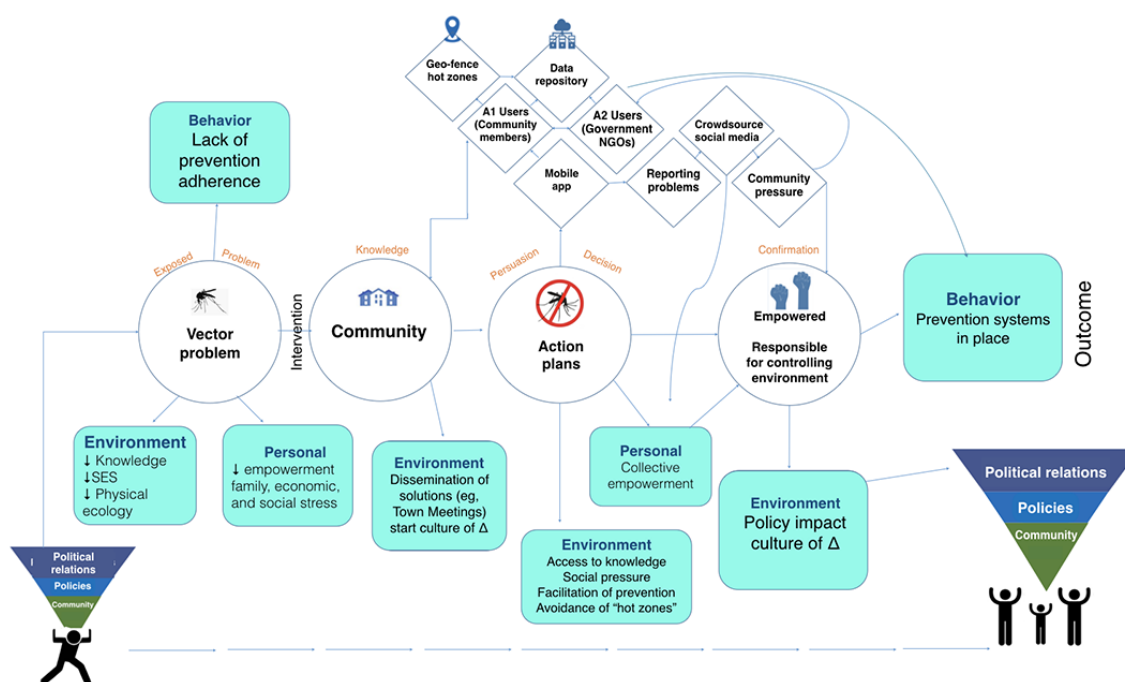 Geo-fence
hot zones
Data
repository
A1 Users
(Community
members)
A2 Users
(Government
NGOs)
Crowdsource
social media
Mobile
app
Reporting
problems
Community
pressure
Behavior
Lack of
prevention
adherence
Exposed
Problem
Vector
problem
Intervention
Knowledge
Community
Persuasion
Decision
Action
plans
Confirmation
Empowered
Responsible
for controlling
environment
Behavior
Prevention systems
in place
Outcome
Environment
↓ Knowledge
↓SES
↓ Physical
ecology
Personal
↓ empowerment
family, economic,
and social stress
Environment
Dissemination of
solutions (eg,
Town Meetings)
start culture of Δ
Personal
Collective
empowerment
Environment
Access to knowledge
Social pressure
Facilitation of prevention
Avoidance of “hot zones”
Environment
Policy impact
culture of Δ
Political relations
Policies
Community
Political
relations
Policies
Community